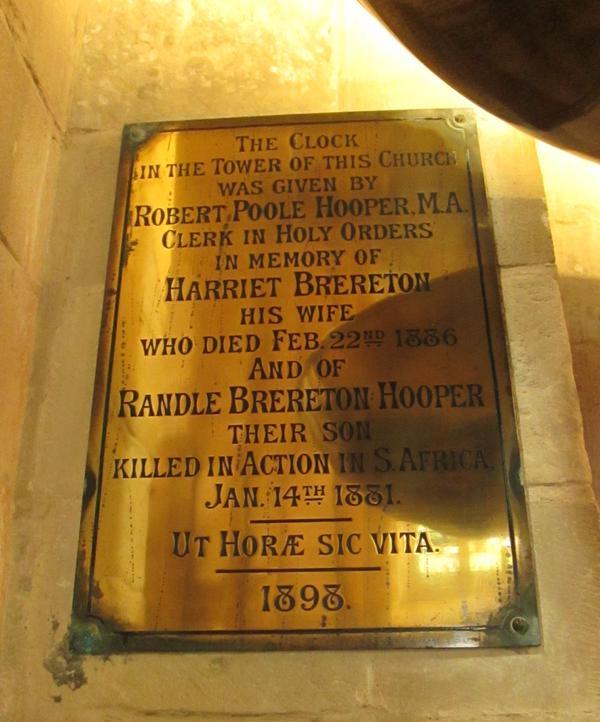 THE CLOCK
IN THE TOWER OF THIS CHURCH
WAS GIVEN BY
ROBERT POOLE HOOPER, M.A.
CLERK IN HOLY ORDERS
IN MEMORY OF
HARRIET BRERETON
HIS WIFE
WHO DIED FEB. 22ND 1886
AND OF
RANDLE BRERETON HOOPER
THEIR SON
KILLED IN ACTION IN S. AFRICA.
JAN. 14TH 1881.
UT HORÆ SIC VITA.
1898.